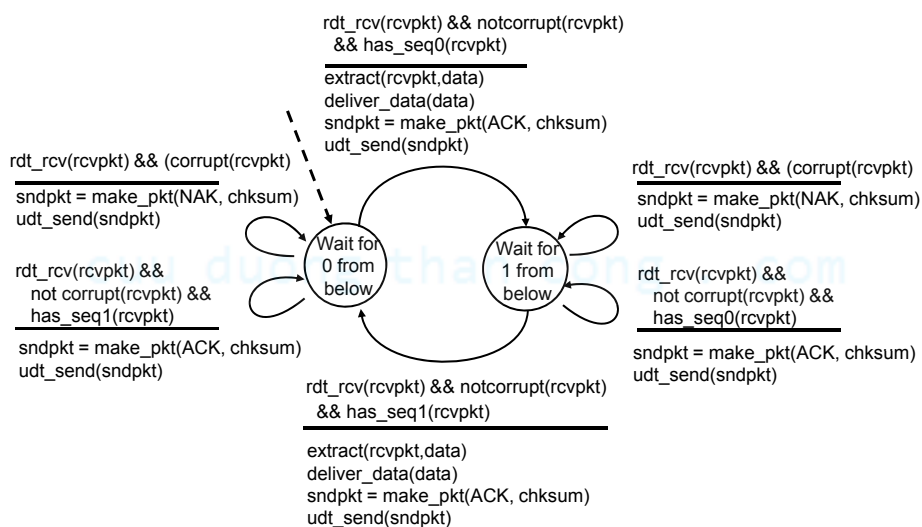 rdt_rcv(rcvpkt) && notcorrupt(rcvpkt)
&& has_seq0(rcvpkt)
extract(rcvpkt,data)
deliver_data(data)
sndpkt = make_pkt(ACK, chksum)
udt_send(sndpkt)
rdt_rcv(rcvpkt) && (corrupt(rcvpkt)
sndpkt = make_pkt(NAK, chksum)
udt_send(sndpkt)
rdt_rcv(rcvpkt) &&
not corrupt(rcvpkt) &&
has_seq1(rcvpkt)
sndpkt = make_pkt(ACK, chksum)
udt_send(sndpkt)
Wait for
0 from
below
Wait for
1 from
below
rdt_rcv(rcvpkt) && (corrupt(rcvpkt)
sndpkt = make_pkt(NAK, chksum)
udt_send(sndpkt)
rdt_rcv(rcvpkt) &&
not corrupt(rcvpkt) &&
has_seq0(rcvpkt)
sndpkt = make_pkt(ACK, chksum)
udt_send(sndpkt)
rdt_rcv(rcvpkt) && notcorrupt(rcvpkt)
&& has_seq1(rcvpkt)
extract(rcvpkt,data)
deliver_data(data)
sndpkt = make_pkt(ACK, chksum)
udt_send(sndpkt)